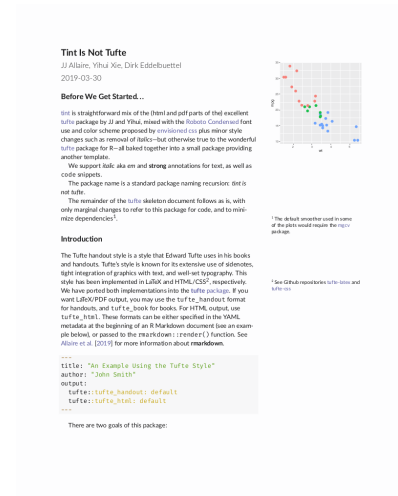 Tint Is Not Tufte
JJ Allaire, Yihui Xie, Dirk Eddelbuettel
2019-03-30
Before We Get Started...
tint is straightforward mix of the (html and pdf parts of the) excellent
tufte package by JJ and Yihui, mixed with the Roboto Condensed font
use and color scheme proposed by envisioned css plus minor style
changes such as removal of italics—but otherwise true to the wonderful
tufte package for R—all baked together into a small package providing
another template.
We support italic aka em and strong annotations for text, as well as
code snippets.
The package name is a standard package naming recursion: tint is
not tufte.
The remainder of the tufte skeleton document follows as is, with
only marginal changes to refer to this package for code, and to mini-
mize dependencies1.
1 The default smoother used in some
of the plots would require the mgcv
package.
Introduction
The Tufte handout style is a style that Edward Tufte uses in his books
and handouts. Tufte's style is known for its extensive use of sidenotes,
tight integration of graphics with text, and well-set typography. This
style has been implemented in LaTeX and HTML/CSS2, respectively.
We have ported both implementations into the tufte package. If you
want LaTeX/PDF output, you may use the tufte_handout format
for handouts, and tufte_book for books. For HTML output, use
tufte_html. These formats can be either specified in the YAML
metadata at the beginning of an R Markdown document (see an exam-
ple below), or passed to the rmarkdown::render() function. See
Allaire et al. [2019] for more information about rmarkdown.
2 See Github repositories tufte-latex and
tufte-css
---
title: "An Example Using the Tufte Style"
author: "John Smith"
output:
tufte::tufte_handout: default
tufte::tufte_html: default
---
There are two goals of this package: